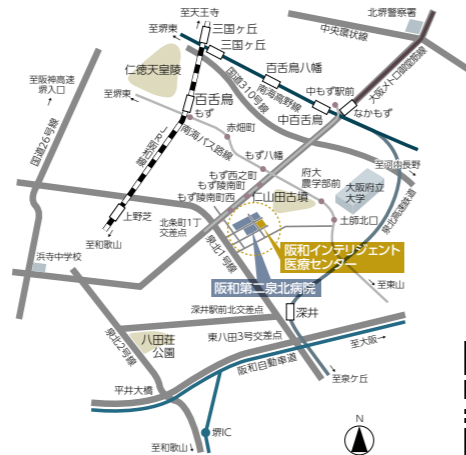 至天王寺
至堺東
三国ヶ丘
三国ヶ丘
北堺警察署
中央環状線
大阪メトロ御堂筋線
仁徳天皇陵
国道310号線
百舌鳥八幡
南海高野線
至阪神高速
堺入口
至堺東
百舌鳥
もず
中もず駅前
なかもず
中百舌鳥
国道26号線
JR阪和線
南海バス路線
赤畑町
もず八幡
至河内長野
もず西之町
もず陵南町
もず陵南町西
府大
農学部前
大阪府立
大学
仁山田古墳
泉北高速鉄道
上野芝
北条町1丁
交差点
土師北口
至和歌山
泉北1号線
阪和インテリジェント
医療センター
浜寺中学校
阪和第二泉北病院
至東山
深井駅前北交差点
深井
泉北2号線
八田荘
公園
東八田3号交差点
至大阪
阪和自動車道
至泉ケ丘
平井大橋
堺IC
至和歌山
N